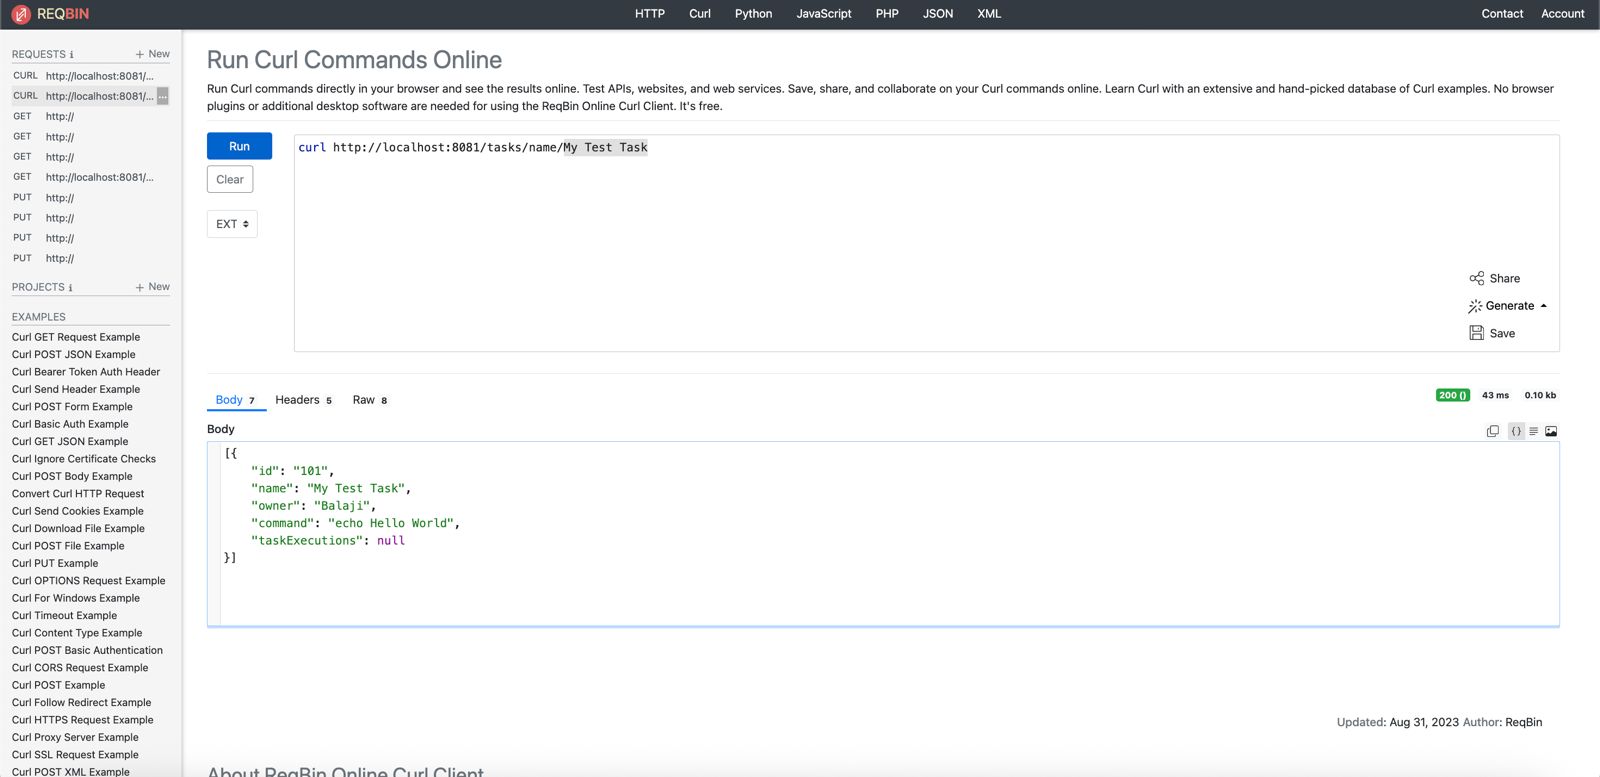 REQBIN
HTTP Curl Python JavaScript PHP JSON XML
Contact Account
REQUESTS + New
CURL http://localhost:8081/...
CURL http://localhost:8081/... ...
GET http://
GET http://
GET http://
GET http://localhost:8081/...
PUT http://
PUT http://
PUT http://
PUT http://
PROJECTS + New
EXAMPLES
Curl GET Request Example
Curl POST JSON Example
Curl Bearer Token Auth Header
Curl Send Header Example
Curl POST Form Example
Curl Basic Auth Example
Curl GET JSON Example
Curl Ignore Certificate Checks
Curl POST Body Example
Convert Curl HTTP Request
Curl Send Cookies Example
Curl Download File Example
Curl POST File Example
Curl PUT Example
Curl OPTIONS Request Example
Curl For Windows Example
Curl Timeout Example
Curl Content Type Example
Curl POST Basic Authentication
Curl CORS Request Example
Curl POST Example
Curl Follow Redirect Example
Curl HTTPS Request Example
Curl Proxy Server Example
Curl SSL Request Example
Curl POST XML Example
Run Curl Commands Online
Run Curl commands directly in your browser and see the results online. Test APIs, websites, and web services. Save, share, and collaborate on your Curl commands online. Learn Curl with an extensive and hand-picked database of Curl examples. No browser
plugins or additional desktop software are needed for using the ReqBin Online Curl Client. It's free.
Run
Clear
EXT
curl http://localhost:8081/tasks/name/My Test Task
Share
Generate
Save
Body 7 Headers 5 Raw 8
200 () 43 ms 0.10 kb
Body
{}
[{
"id": "101",
"name": "My Test Task",
"owner": "Balaji",
"command": "echo Hello World",
"taskExecutions": null
}]
Updated: Aug 31, 2023 Author: ReqBin
About ReqBin Online Curl Client